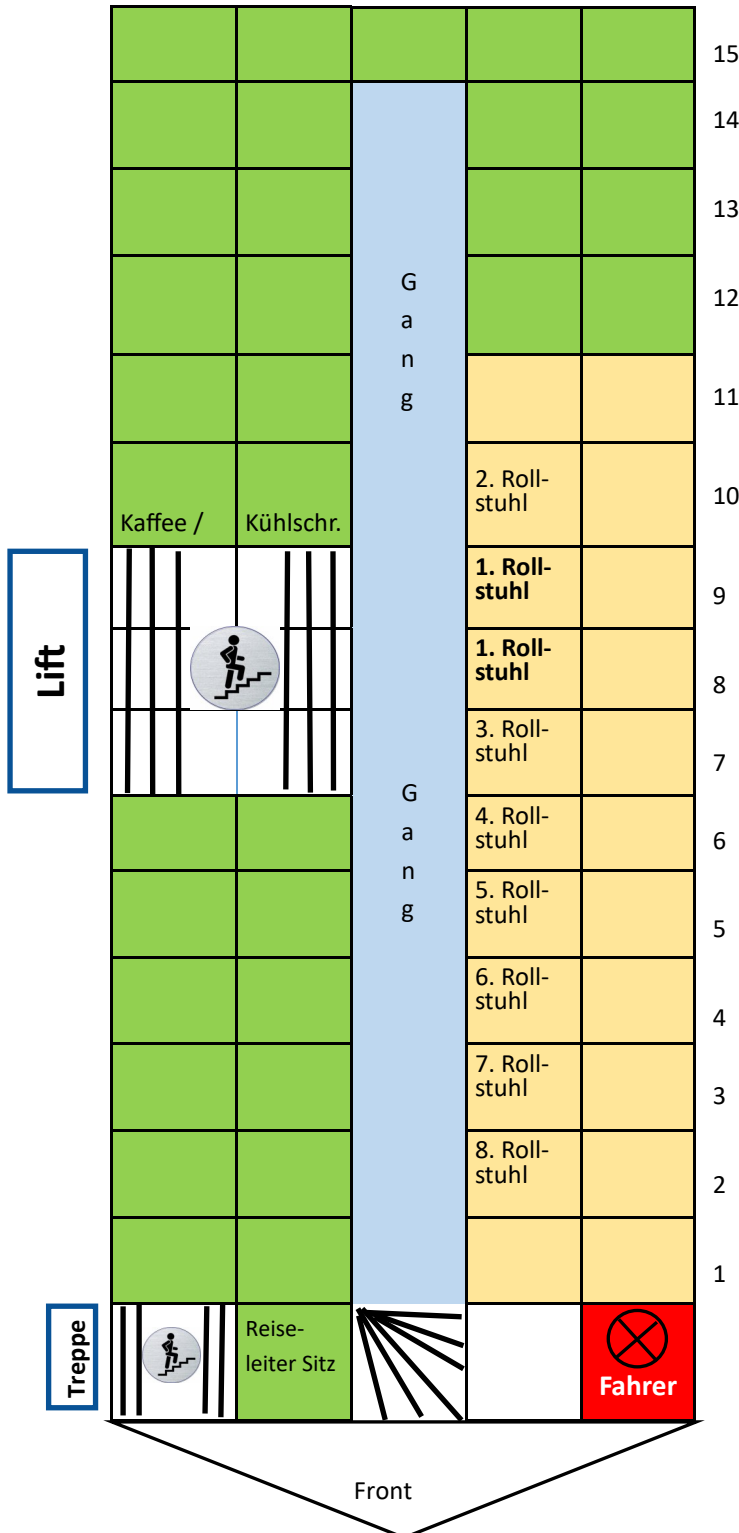 15
14
13
G
a
n
g
12
11
2. Roll-
stuhl
10
Kaffee /
Kühlschr.
Lift
1. Roll-
stuhl
9
1. Roll-
stuhl
8
3. Roll-
stuhl
7
G
a
n
g
4. Roll-
stuhl
6
5. Roll-
stuhl
5
6. Roll-
stuhl
4
7. Roll-
stuhl
3
8. Roll-
stuhl
2
1
Treppe
Reise-
leiter Sitz
Fahrer
Front